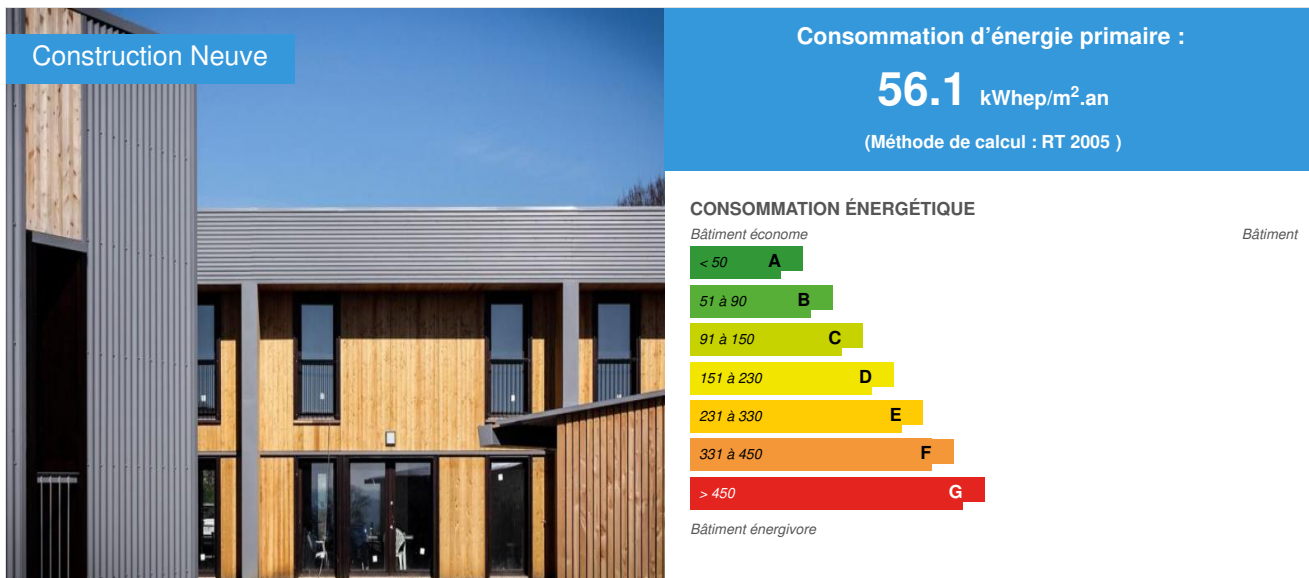 Construction Neuve
Consommation d'énergie primaire :
56.1 kWhep/m².an
(Méthode de calcul : RT 2005 )
CONSOMMATION ÉNERGÉTIQUE
Bâtiment économe
Bâtiment
< 50 A
51 à 90 B
91 à 150 C
151 à 230 D
231 à 330 E
331 à 450 F
> 450 G
Bâtiment énergivore